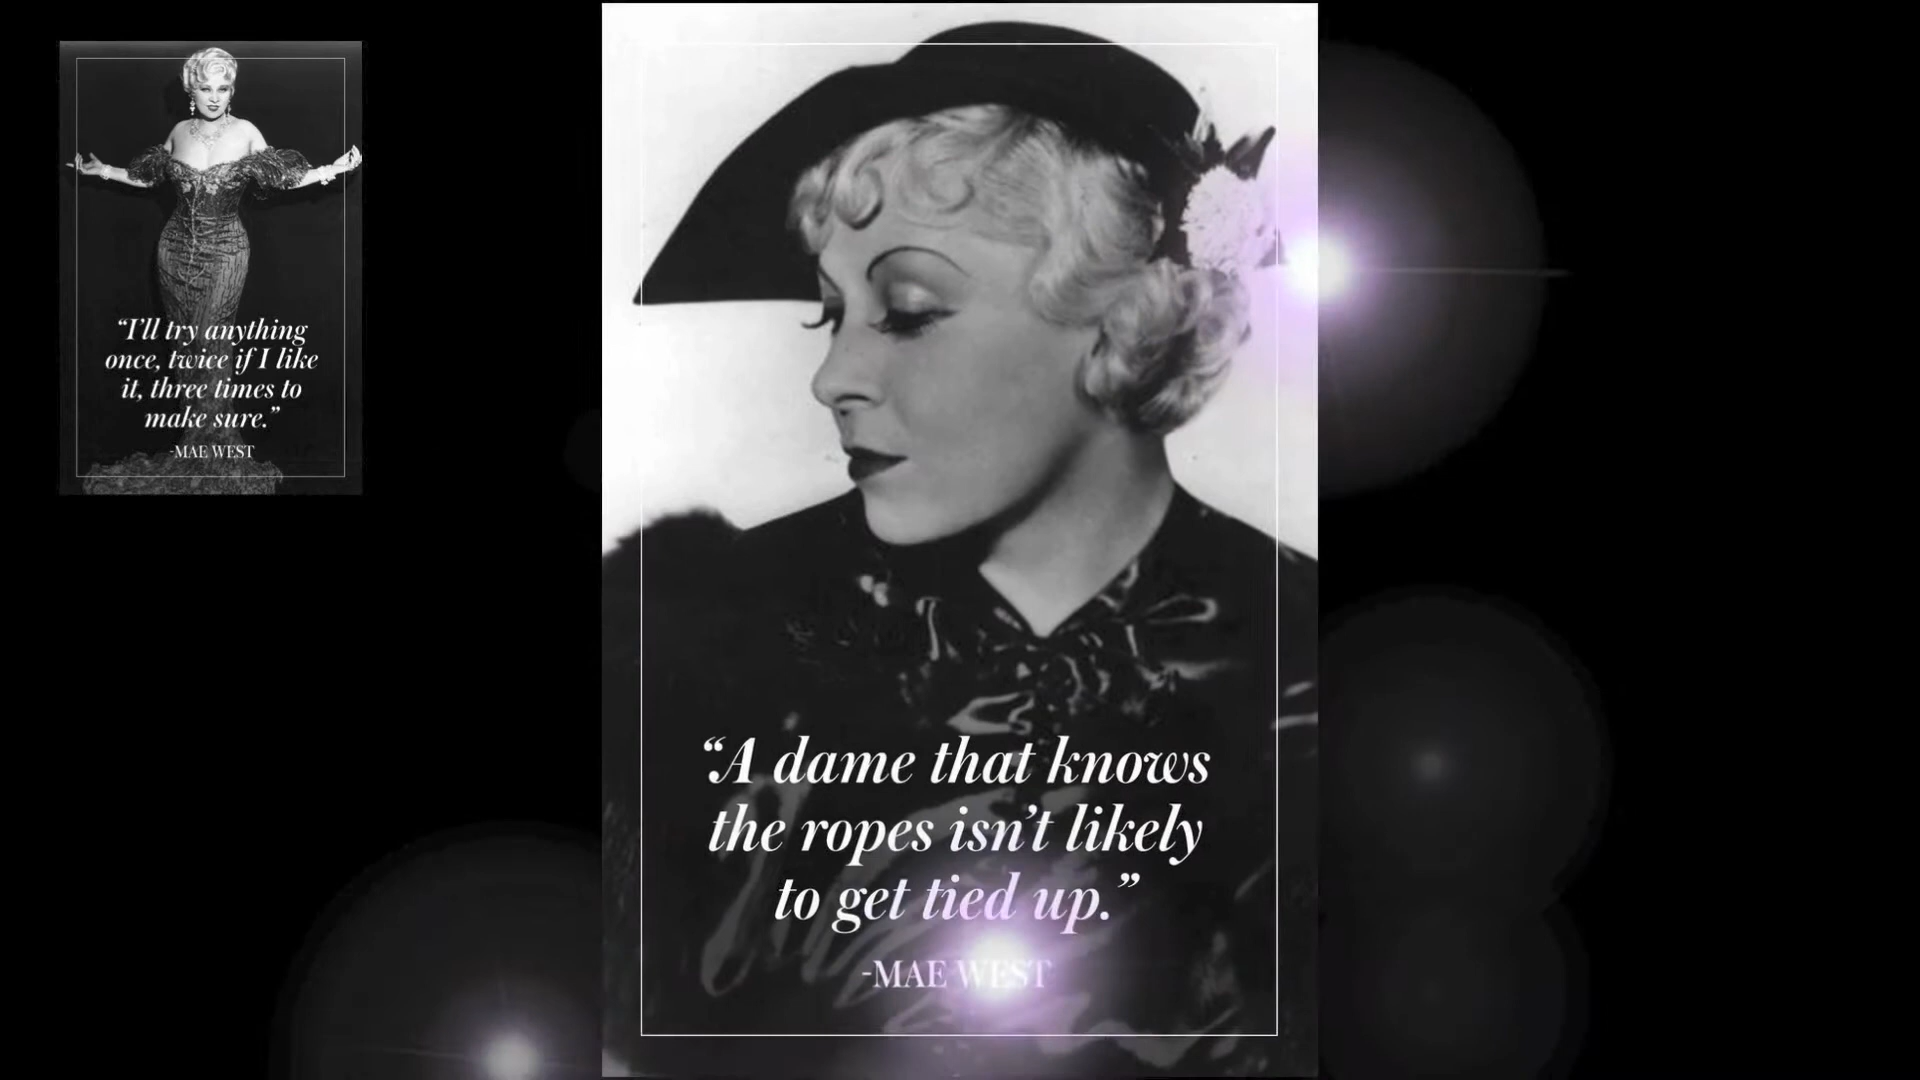 “I’ll try anything
once, twice if I like
it, three times to
make sure.”
-MAE WEST
“A dame that knows
the ropes isn’t likely
to get tied up.”
-MAE WEST